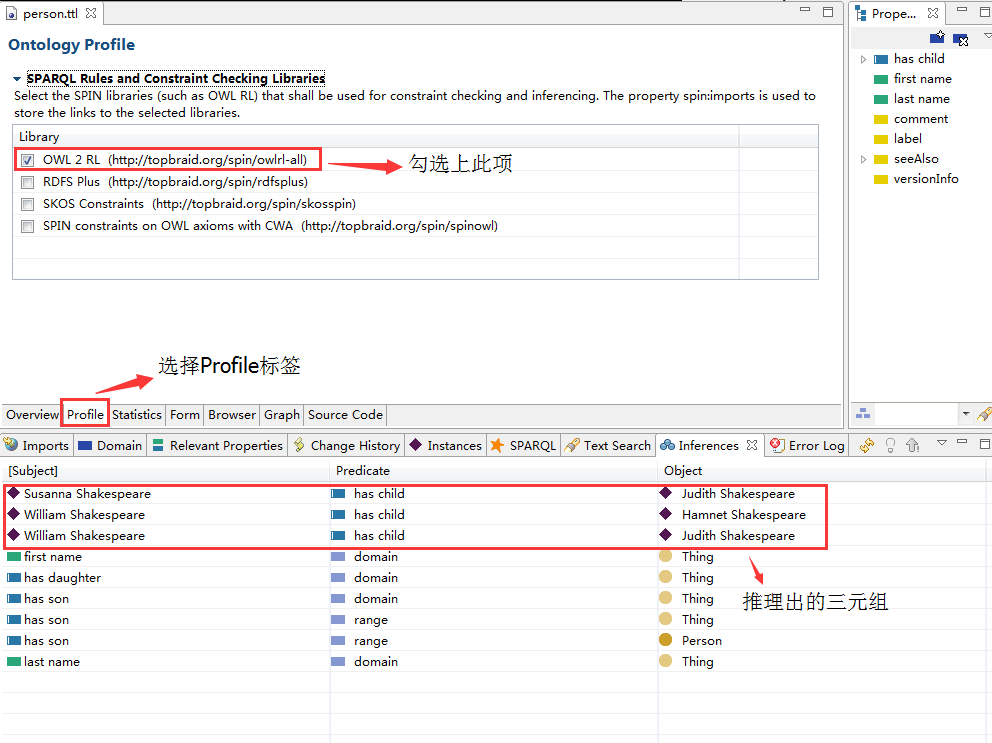 person.ttl
Prope...
Ontology Profile
SPARQL Rules and Constraint Checking Libraries
Select the SPIN libraries (such as OWL RL) that shall be used for constraint checking and inferencing. The property spin:imports is used to
store the links to the selected libraries.
Library
OWL 2 RL (http://topbraid.org/spin/owlrl-all)
勾选上此项
RDFS Plus (http://topbraid.org/spin/rdfsplus)
SKOS Constraints (http://topbraid.org/spin/skosspin)
SPIN constraints on OWL axioms with CWA (http://topbraid.org/spin/spinowl)
has child
first name
last name
comment
label
seeAlso
versionInfo
选择Profile标签
Overview Profile Statistics Form Browser Graph Source Code
Imports Domain Relevant Properties Change History Instances SPARQL Text Search Inferences Error Log
[Subject] Predicate Object
Susanna Shakespeare has child Judith Shakespeare
William Shakespeare has child Hamnet Shakespeare
William Shakespeare has child Judith Shakespeare
first name domain Thing
has daughter domain Thing
has son domain Thing
has son range Thing
has son range Person
last name domain Thing
推理出的三元组